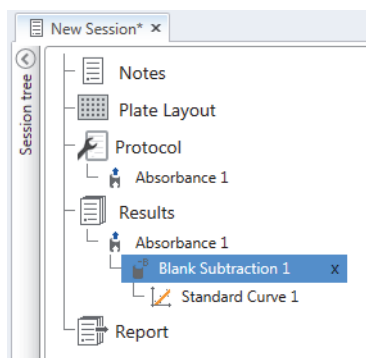 New Session* x
Session tree
Notes
Plate Layout
Protocol
Absorbance 1
Results
Absorbance 1
Blank Subtraction 1 x
Standard Curve 1
Report